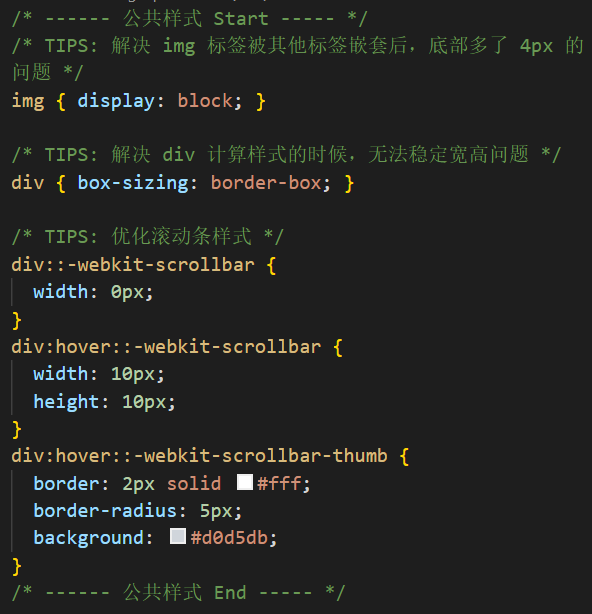 /* ------ 公共样式 Start ----- */
/* TIPS: 解决 img 标签被其他标签嵌套后，底部多了 4px 的
问题 */
img { display: block; }
/* TIPS: 解决 div 计算样式的时候，无法稳定宽高问题 */
div { box-sizing: border-box; }
/* TIPS: 优化滚动条样式 */
div::-webkit-scrollbar {
width: 0px;
}
div:hover::-webkit-scrollbar {
width: 10px;
height: 10px;
}
div:hover::-webkit-scrollbar-thumb {
border: 2px solid #fff;
border-radius: 5px;
background: #d0d5db;
}
/* ------ 公共样式 End ----- */